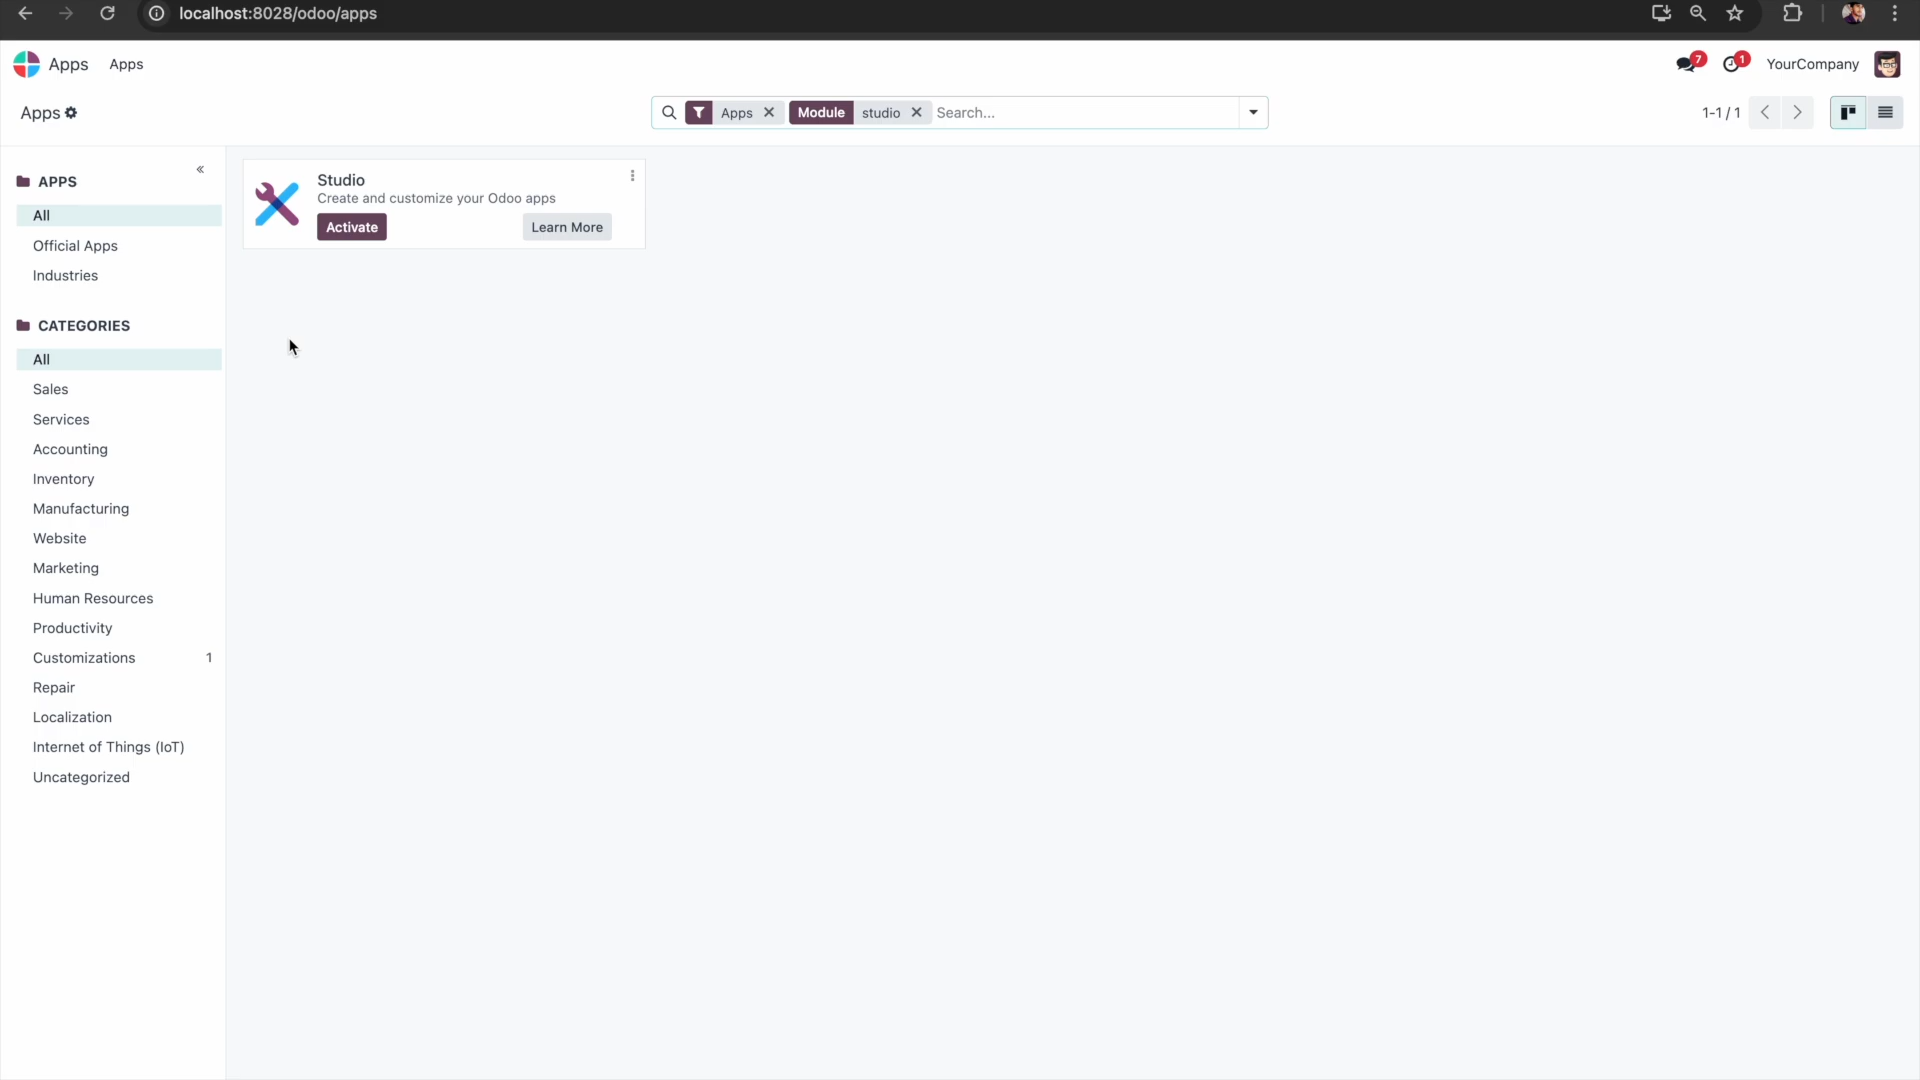 localhost:8028/odoo/apps
Apps Apps
7
1
YourCompany
Apps
Apps
Module studio
Search...
1-1 / 1
APPS
All
Official Apps
Industries
CATEGORIES
All
Sales
Services
Accounting
Inventory
Manufacturing
Website
Marketing
Human Resources
Productivity
Customizations 1
Repair
Localization
Internet of Things (IoT)
Uncategorized
Studio
Create and customize your Odoo apps
Activate Learn More